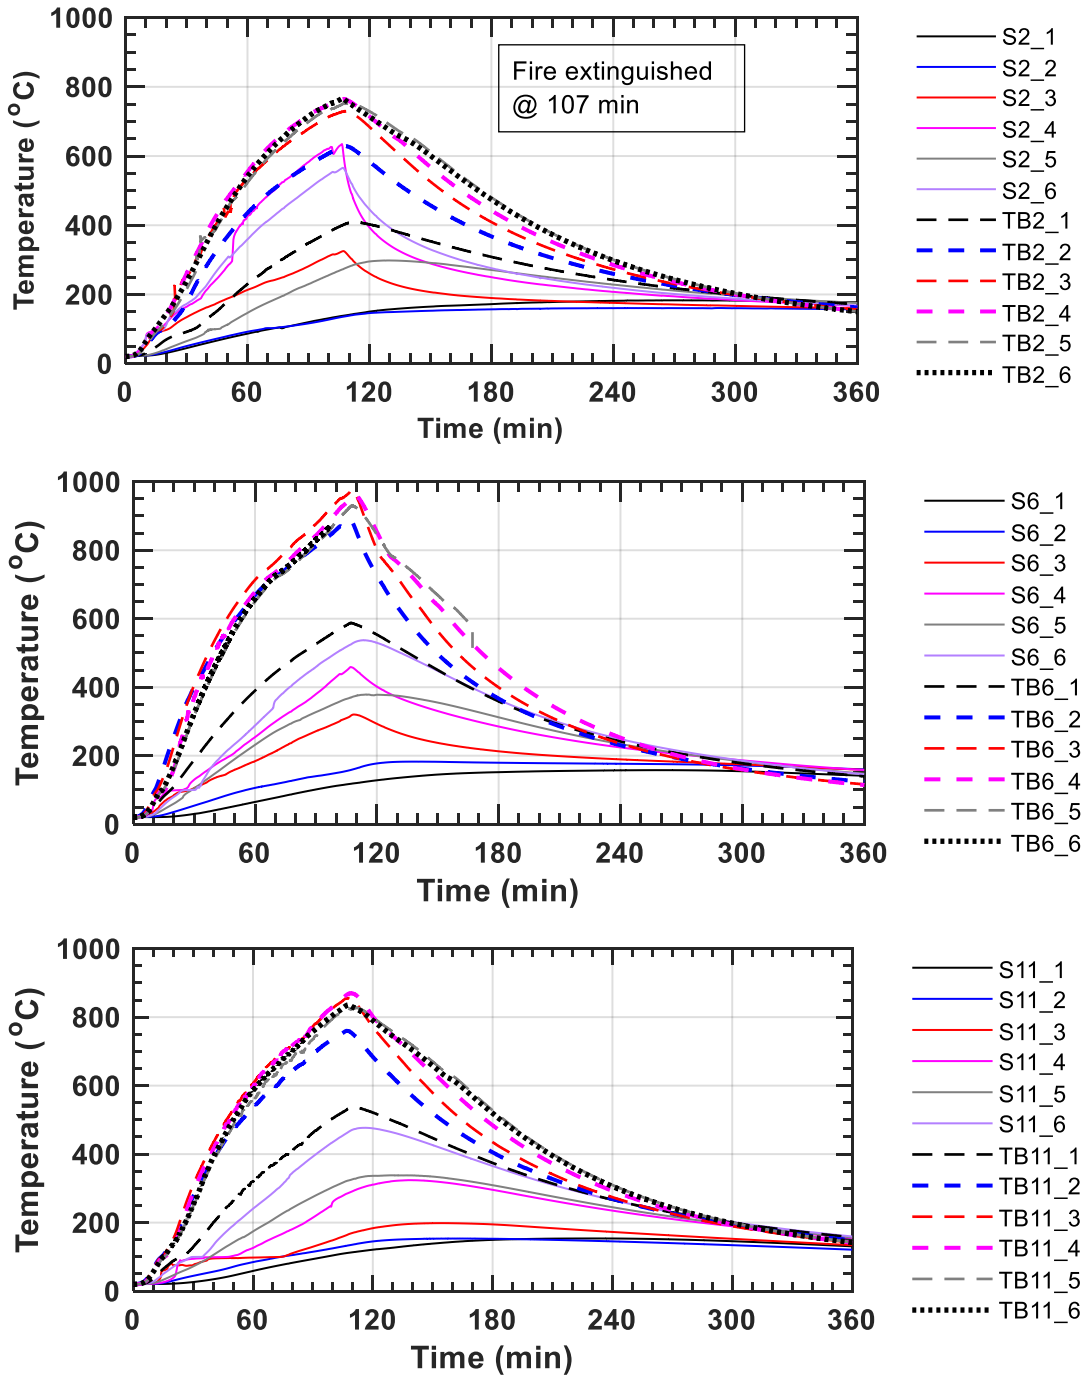 1000
800
600
400
200
0
Temperature (°C)
Fire extinguished
@ 107 min
0 60 120 180 240 300 360
Time (min)
S2_1
S2_2
S2_3
S2_4
S2_5
S2_6
TB2_1
TB2_2
TB2_3
TB2_4
TB2_5
TB2_6
1000
800
600
400
200
0
Temperature (°C)
0 60 120 180 240 300 360
Time (min)
S6_1
S6_2
S6_3
S6_4
S6_5
S6_6
TB6_1
TB6_2
TB6_3
TB6_4
TB6_5
TB6_6
1000
800
600
400
200
0
Temperature (°C)
0 60 120 180 240 300 360
Time (min)
S11_1
S11_2
S11_3
S11_4
S11_5
S11_6
TB11_1
TB11_2
TB11_3
TB11_4
TB11_5
TB11_6